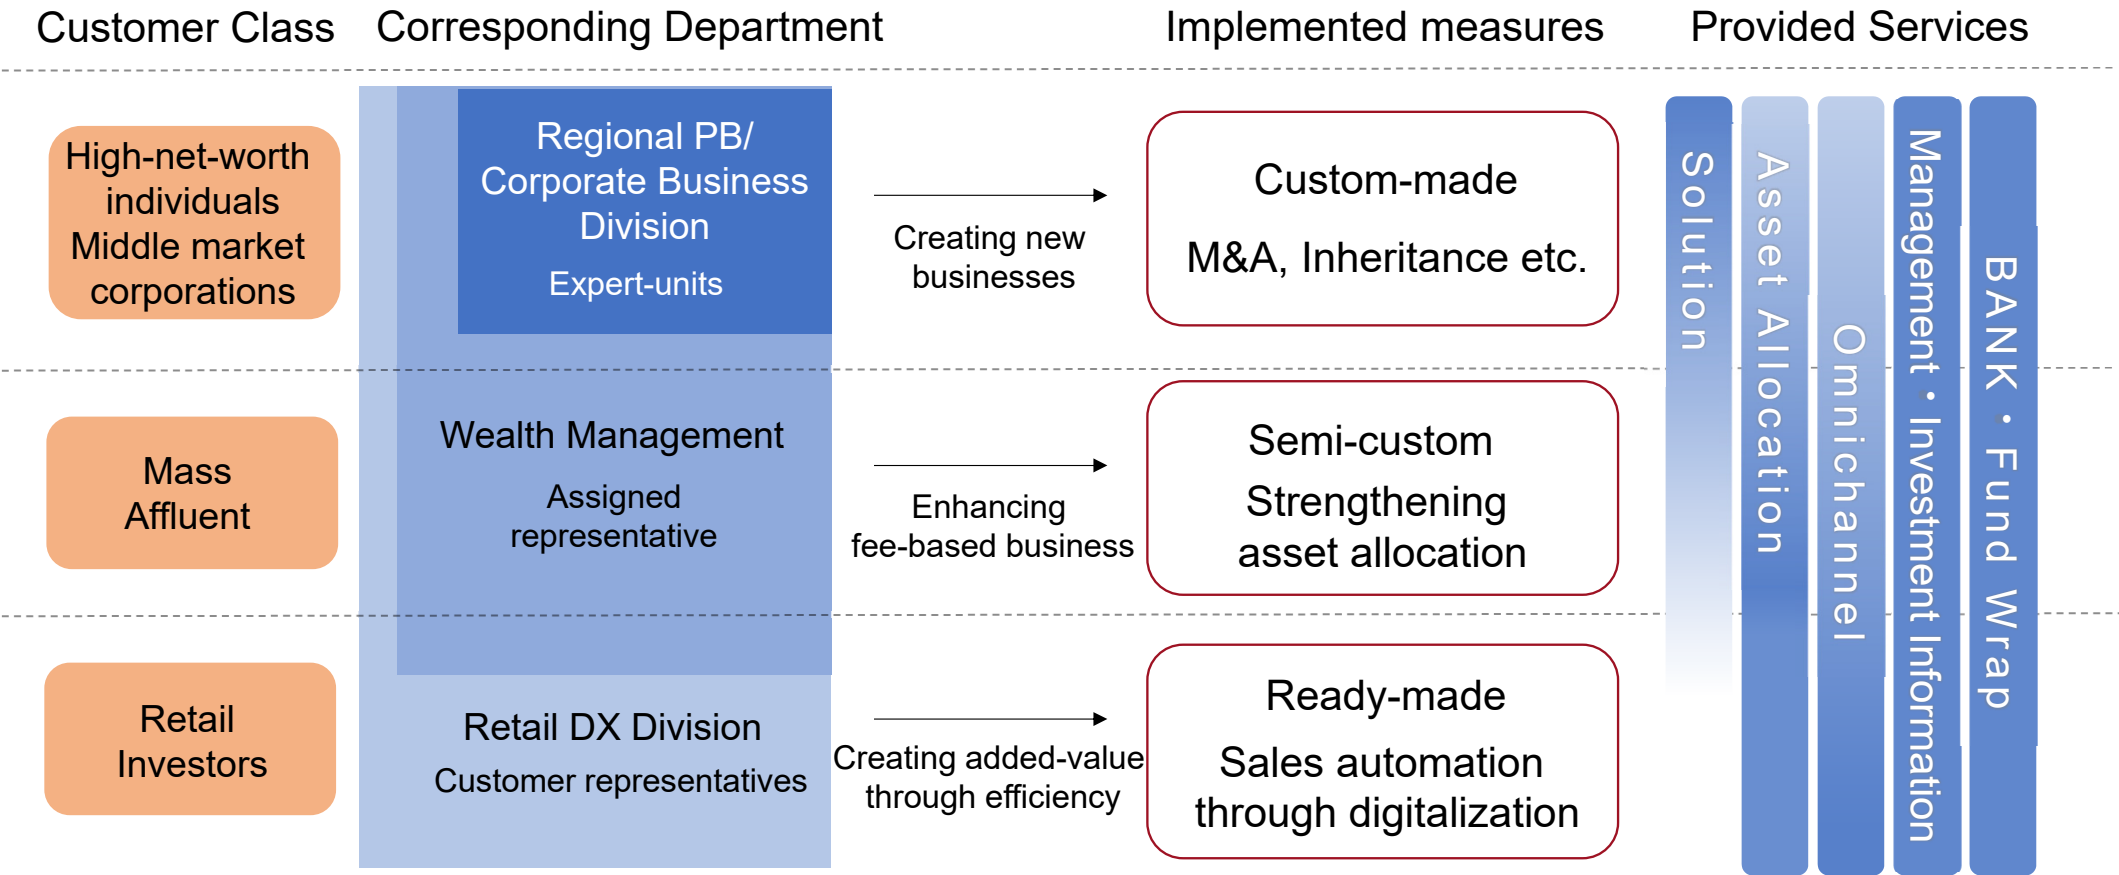 Customer Class
Corresponding Department
Implemented measures
Provided Services
High-net-worth
individuals
Middle market
corporations
Regional PB/
Corporate Business
Division
Expert-units
Creating new
businesses
Custom-made
M&A, Inheritance etc.
Mass
Affluent
Wealth Management
Assigned
representative
Enhancing
fee-based business
Semi-custom
Strengthening
asset allocation
Retail
Investors
Retail DX Division
Customer representatives
Creating added-value
through efficiency
Ready-made
Sales automation
through digitalization
Solution
Asset Allocation
Omnichannel
Management・Investment Information
BANK・Fund Wrap